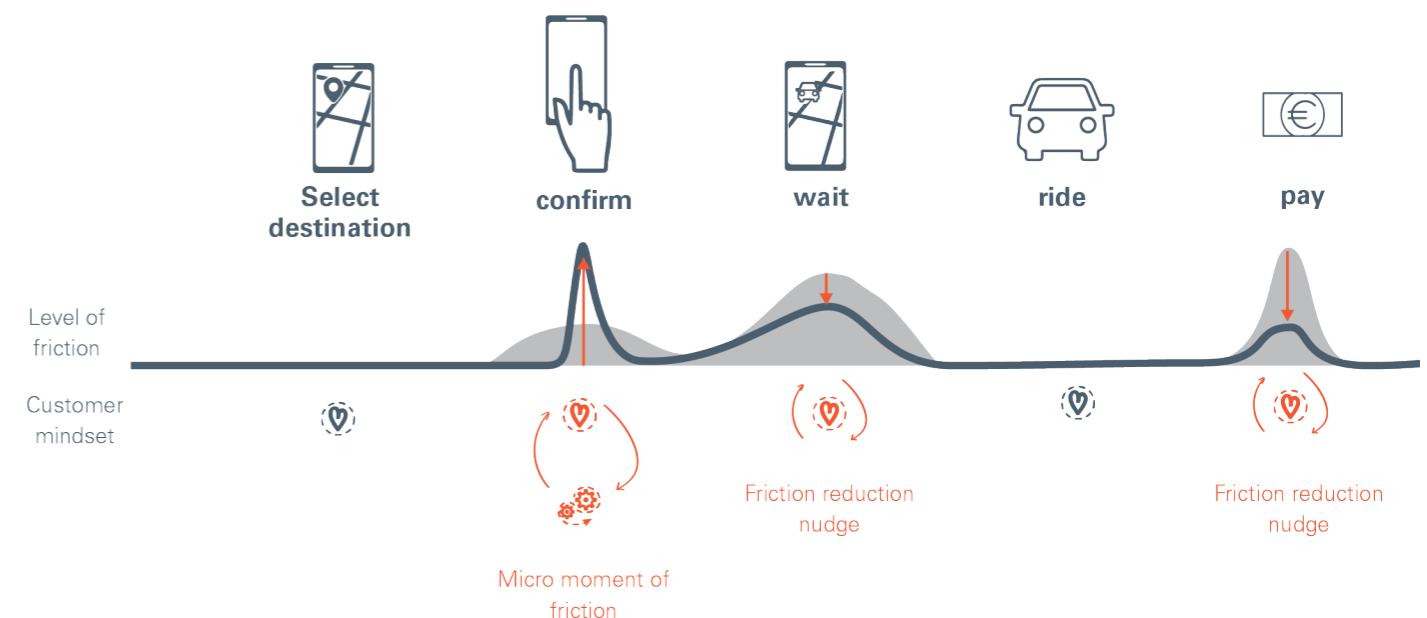 Select
destination
confirm
wait
ride
€
pay
Level of
friction
Customer
mindset
Friction reduction
nudge
Friction reduction
nudge
Micro moment of
friction